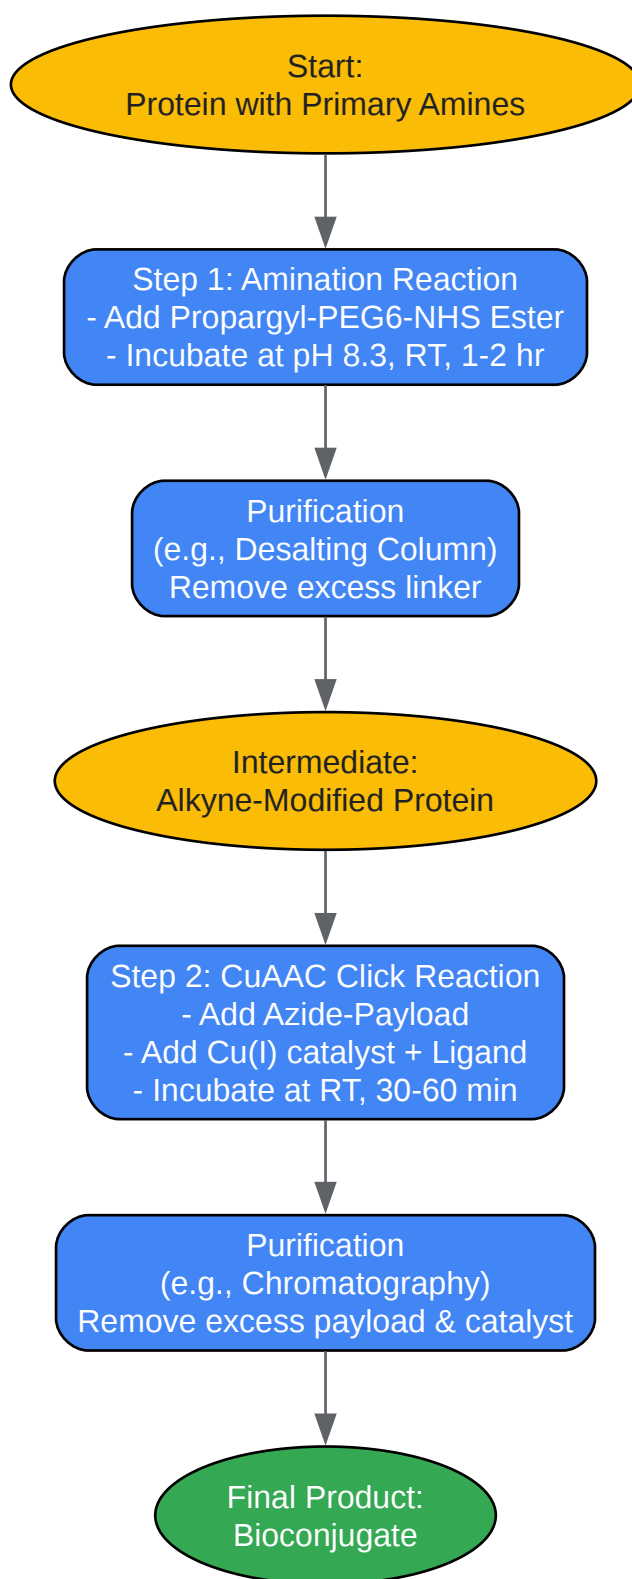 Start:
Protein with Primary Amines
Step 1: Amination Reaction
- Add Propargyl-PEG6-NHS Ester
- Incubate at pH 8.3, RT, 1-2 hr
Purification
(e.g., Desalting Column)
Remove excess linker
Intermediate:
Alkyne-Modified Protein
Step 2: CuAAC Click Reaction
- Add Azide-Payload
- Add Cu(I) catalyst + Ligand
- Incubate at RT, 30-60 min
Purification
(e.g., Chromatography)
Remove excess payload & catalyst
Final Product:
Bioconjugate